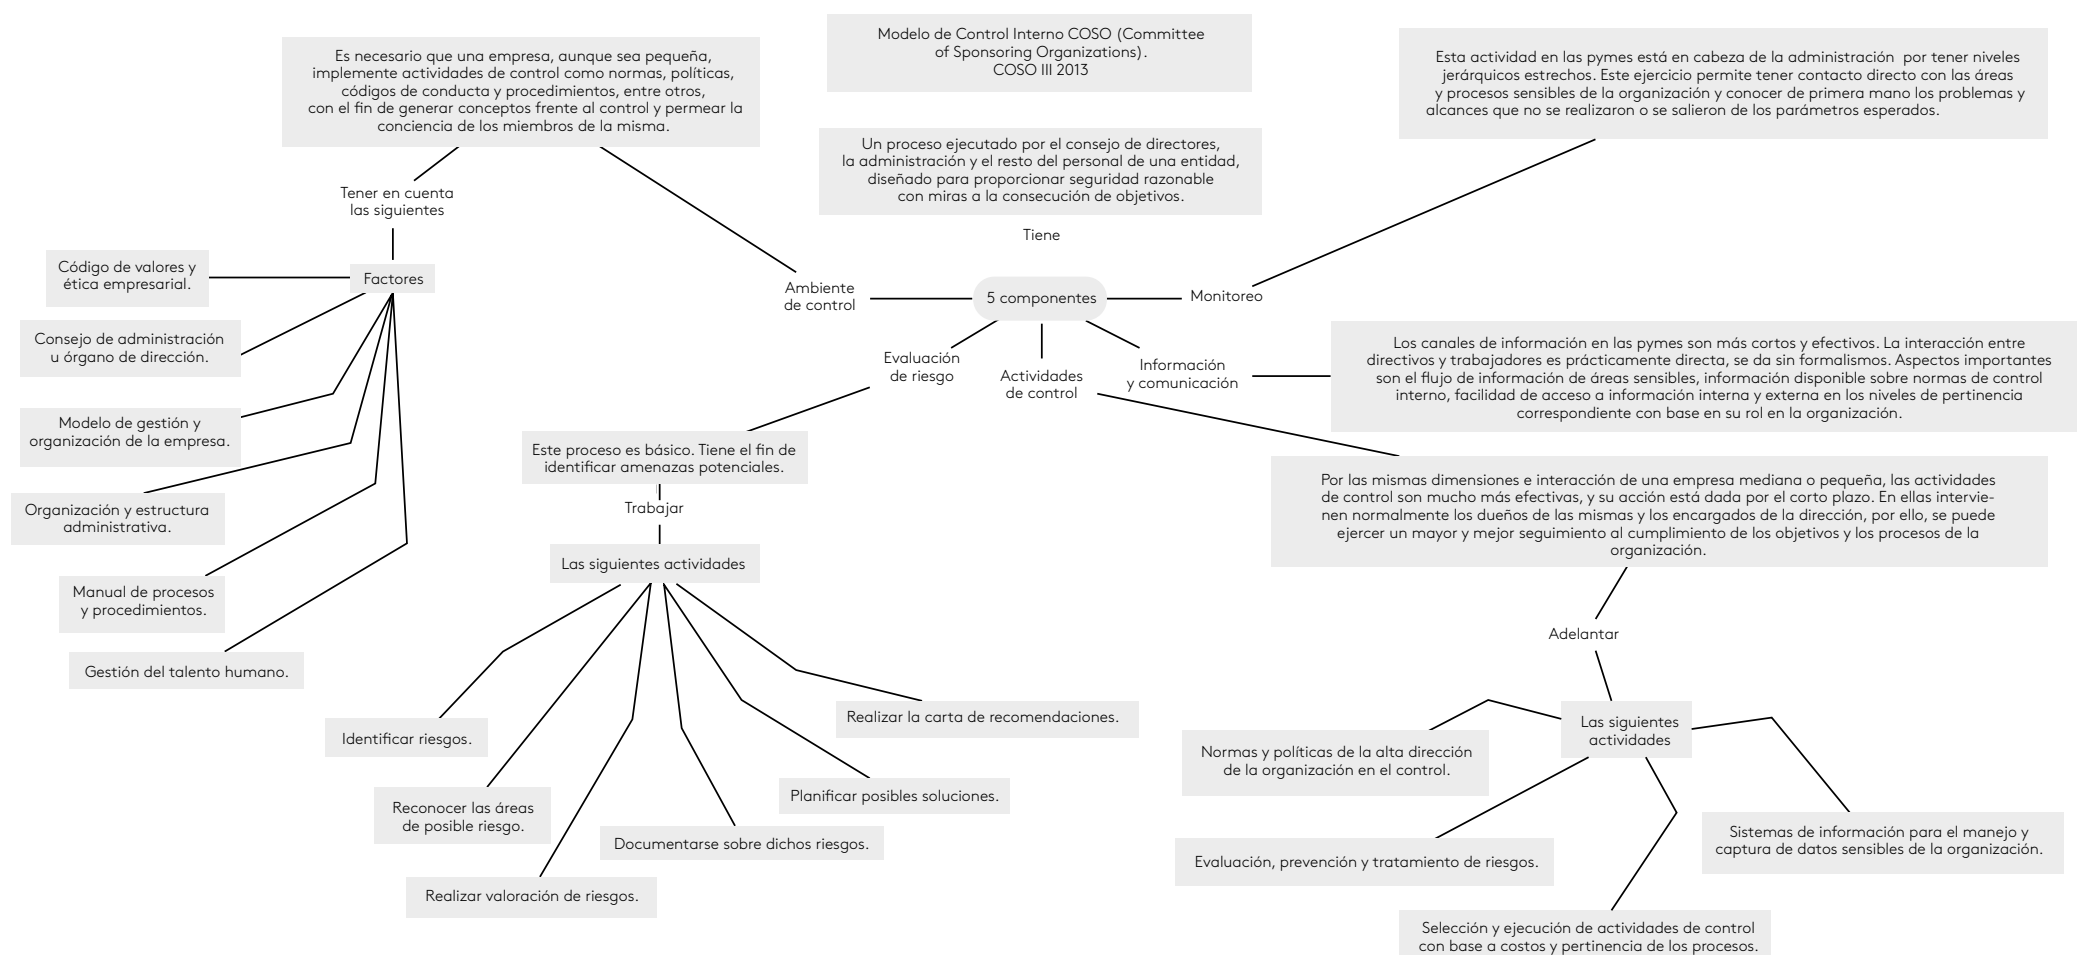 Modelo de Control Interno COSO (Committee
of Sponsoring Organizations).
COSO III 2013
Un proceso ejecutado por el consejo de directores,
la administración y el resto del personal de una entidad,
diseñado para proporcionar seguridad razonable
con miras a la consecución de objetivos.
Tiene
5 componentes
Ambiente
de control
Es necesario que una empresa, aunque sea pequeña,
implemente actividades de control como normas, políticas,
códigos de conducta y procedimientos, entre otros,
con el fin de generar conceptos frente al control y permear la
conciencia de los miembros de la misma.
Tener en cuenta
las siguientes
Factores
Código de valores y
ética empresarial.
Consejo de administración
u órgano de dirección.
Modelo de gestión y
organización de la empresa.
Organización y estructura
administrativa.
Manual de procesos
y procedimientos.
Gestión del talento humano.
Evaluación
de riesgo
Este proceso es básico. Tiene el fin de
identificar amenazas potenciales.
Trabajar
Las siguientes actividades
Identificar riesgos.
Reconocer las áreas
de posible riesgo.
Realizar valoración de riesgos.
Documentarse sobre dichos riesgos.
Planificar posibles soluciones.
Realizar la carta de recomendaciones.
Actividades
de control
Por las mismas dimensiones e interacción de una empresa mediana o pequeña, las actividades
de control son mucho más efectivas, y su acción está dada por el corto plazo. En ellas intervie-
nen normalmente los dueños de las mismas y los encargados de la dirección, por ello, se puede
ejercer un mayor y mejor seguimiento al cumplimiento de los objetivos y los procesos de la
organización.
Adelantar
Las siguientes
actividades
Normas y políticas de la alta dirección
de la organización en el control.
Evaluación, prevención y tratamiento de riesgos.
Selección y ejecución de actividades de control
con base a costos y pertinencia de los procesos.
Sistemas de información para el manejo y
captura de datos sensibles de la organización.
Información
y comunicación
Los canales de información en las pymes son más cortos y efectivos. La interacción entre
directivos y trabajadores es prácticamente directa, se da sin formalismos. Aspectos importantes
son el flujo de información de áreas sensibles, información disponible sobre normas de control
interno, facilidad de acceso a información interna y externa en los niveles de pertinencia
correspondiente con base en su rol en la organización.
Monitoreo
Esta actividad en las pymes está en cabeza de la administración por tener niveles
jerárquicos estrechos. Este ejercicio permite tener contacto directo con las áreas
y procesos sensibles de la organización y conocer de primera mano los problemas y
alcances que no se realizaron o se salieron de los parámetros esperados.